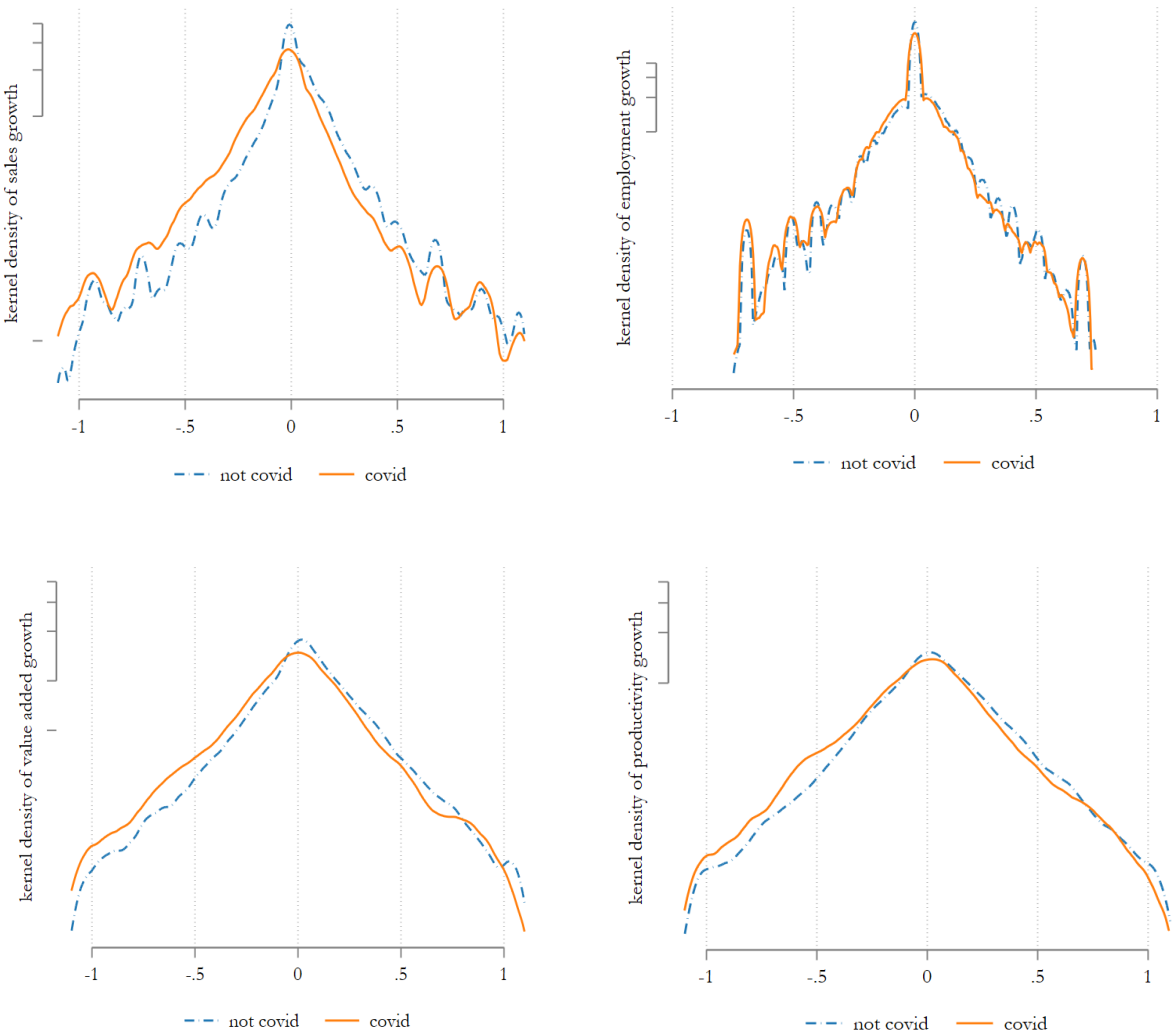 kernel density of sales growth
-1 -.5 0 .5 1
not covid covid
kernel density of employment growth
-1 -.5 0 .5 1
not covid covid
kernel density of value added growth
-1 -.5 0 .5 1
not covid covid
kernel density of productivity growth
-1 -.5 0 .5 1
not covid covid